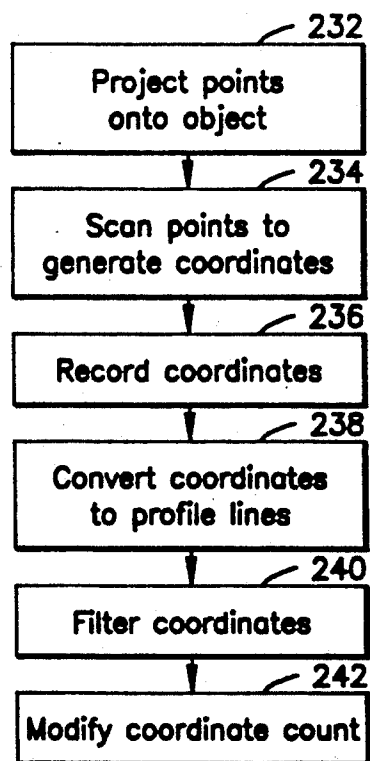 232
Project points
onto object
234
Scan points to
generate coordinates
236
Record coordinates
238
Convert coordinates
to profile lines
240
Filter coordinates
242
Modify coordinate count